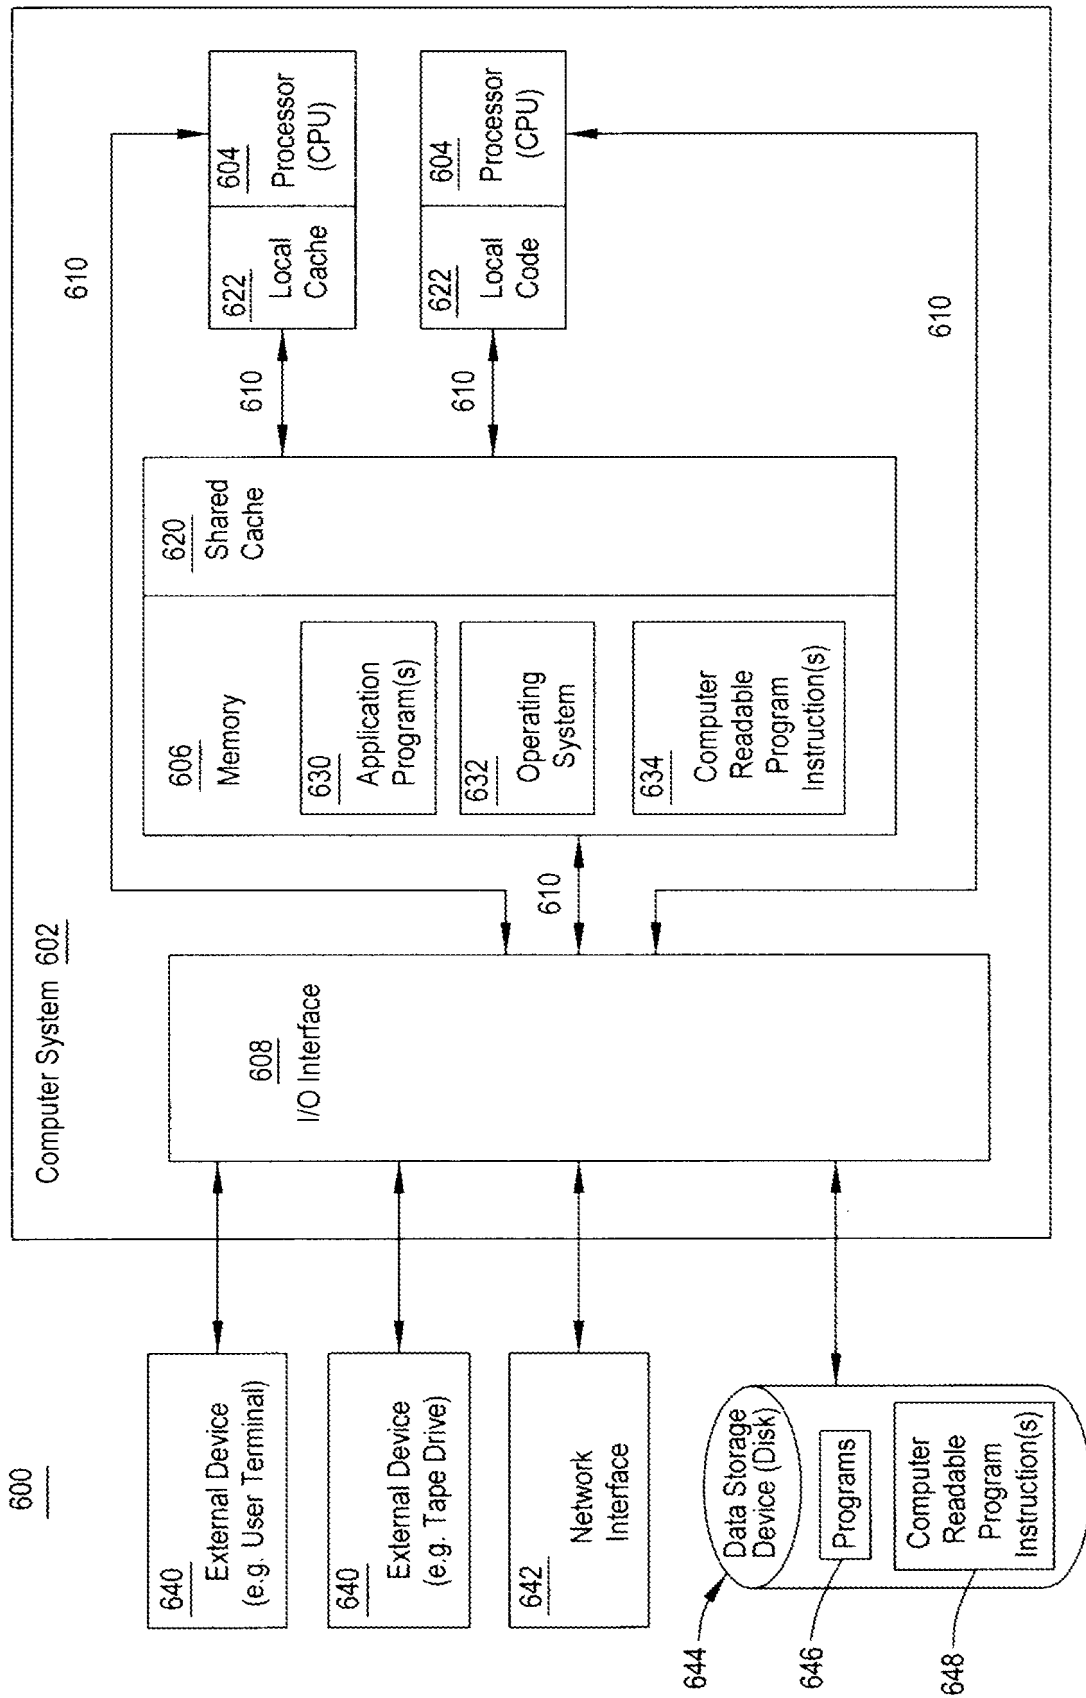 600
Computer System 602
640
External Device
(e.g. User Terminal)
640
External Device
(e.g. Tape Drive)
642
Network
Interface
644
Data Storage
Device (Disk)
646
Programs
648
Computer
Readable
Program
Instruction(s)
608
I/O Interface
610
610
606
Memory
630
Application
Program(s)
632
Operating
System
634
Computer
Readable
Program
Instruction(s)
620
Shared
Cache
610
610
622
Local
Cache
604
Processor
(CPU)
622
Local
Code
604
Processor
(CPU)
610